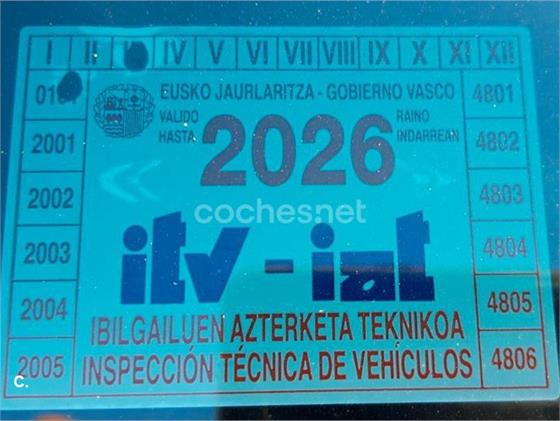 I II IV V VI VII VIII IX X XI XII
EUSKO JAURLARITZA - GOBIERNO VASCO
4801
VALIDO HASTA
2026
RAINO INDARREAN
2001
4802
2002
4803
coches.net
2003
itv - iat
4804
2004
IBILGAILUEN AZTERKETA TEKNIKOA
4805
2005
INSPECCIÓN TÉCNICA DE VEHÍCULOS
4806
C.